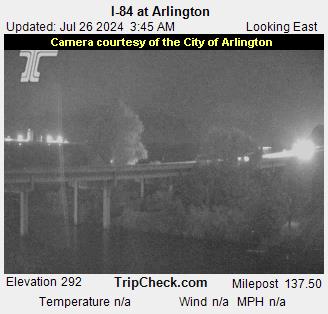 I-84 at Arlington
Updated: Jul 26 2024 3:45 AM Looking East
Camera courtesy of the City of Arlington
Elevation 292 TripCheck.com Milepost 137.50
Temperature n/a Wind n/a MPH n/a